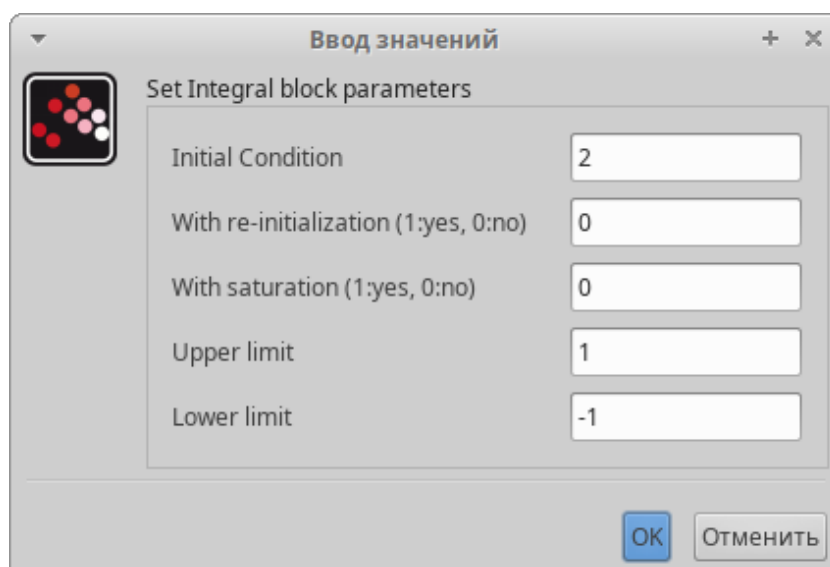 Ввод значений
Set Integral block parameters
Initial Condition 2
With re-initialization (1:yes, 0:no) 0
With saturation (1:yes, 0:no) 0
Upper limit 1
Lower limit -1
OK Отменить